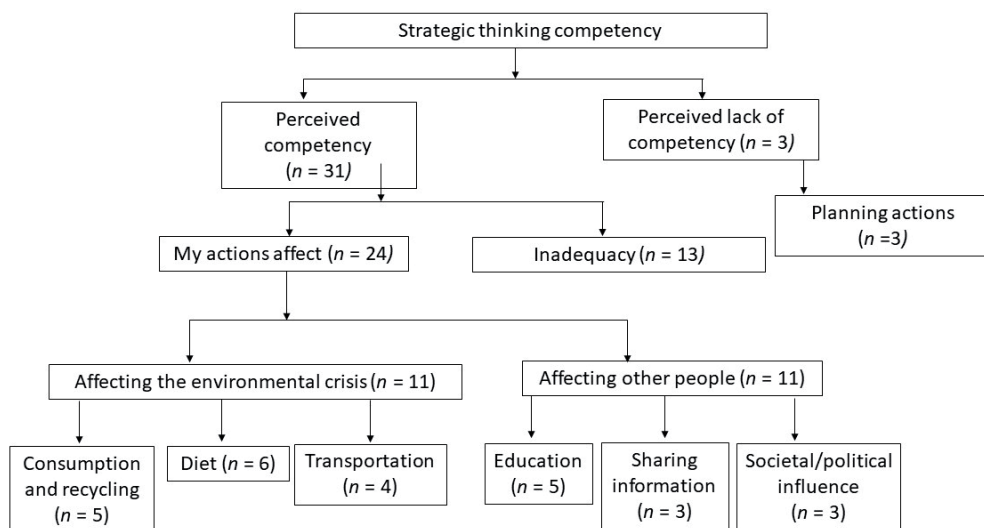 Strategic thinking competency
Perceived
competency
(n = 31)
Perceived lack of
competency (n = 3)
Planning actions
(n =3)
My actions affect (n = 24)
Inadequacy (n = 13)
Affecting the environmental crisis (n = 11)
Affecting other people (n = 11)
Consumption
and recycling
(n = 5)
Diet (n = 6)
Transportation
(n = 4)
Education
(n = 5)
Sharing
information
(n = 3)
Societal/political
influence
(n = 3)